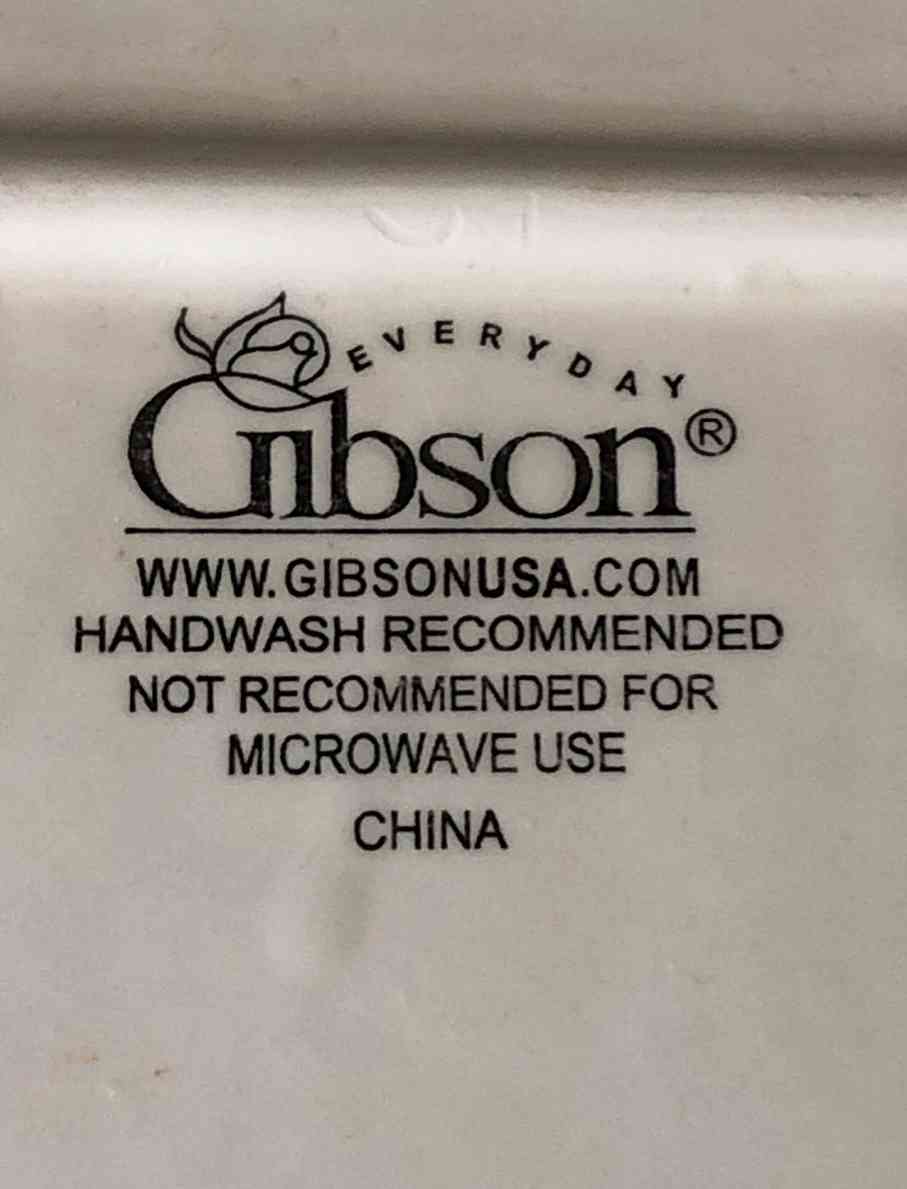 EVERYDAY
Gibson®
WWW.GIBSONUSA.COM
HANDWASH RECOMMENDED
NOT RECOMMENDED FOR
MICROWAVE USE
CHINA